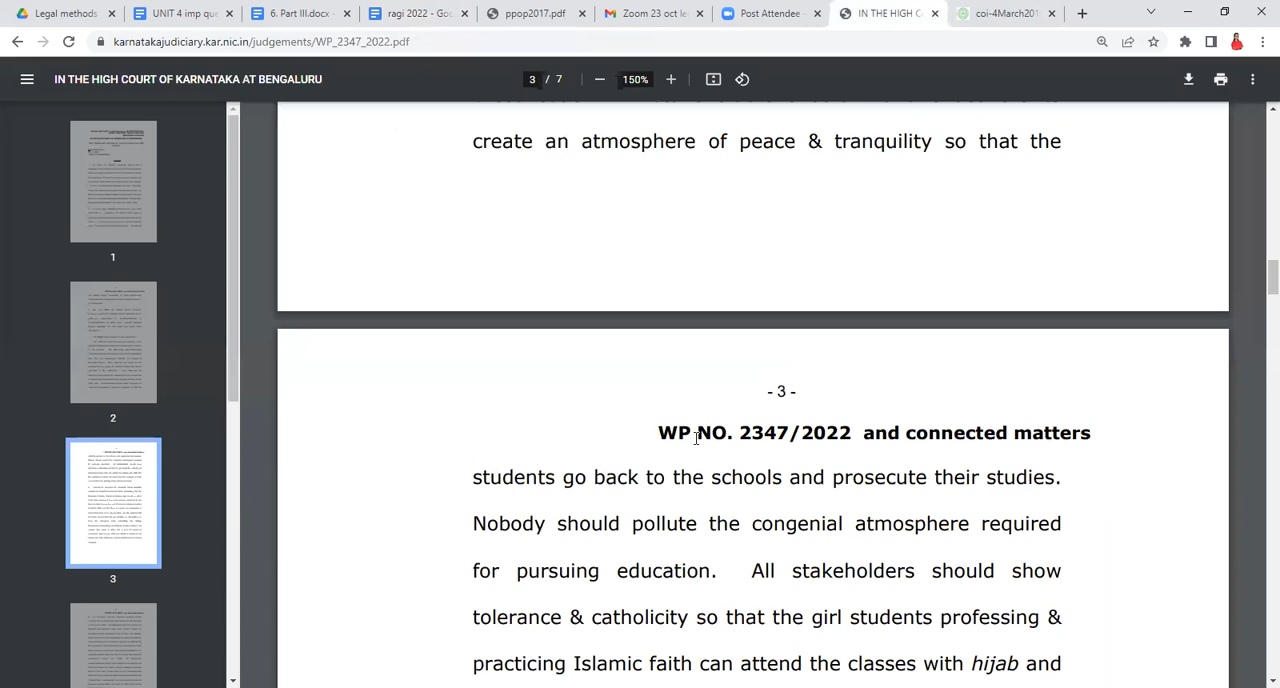 Legal methods
UNIT 4 imp que
6. Part III.docx -
ragi 2022 - Goo
ppop2017.pdf
Zoom 23 oct le
Post Attendee -
IN THE HIGH C
coi-4March201
karnatakajudiciary.kar.nic.in/judgements/WP_2347_2022.pdf
IN THE HIGH COURT OF KARNATAKA AT BENGALURU
3 / 7
150%
create an atmosphere of peace & tranquility so that the
1
2
3
- 3 -
WP NO. 2347/2022 and connected matters
students go back to the schools and prosecute their studies.
Nobody should pollute the congenial atmosphere required
for pursuing education. All stakeholders should show
tolerance & catholicity so that the girl students professing &
practicing Islamic faith can attend the classes with hijab and